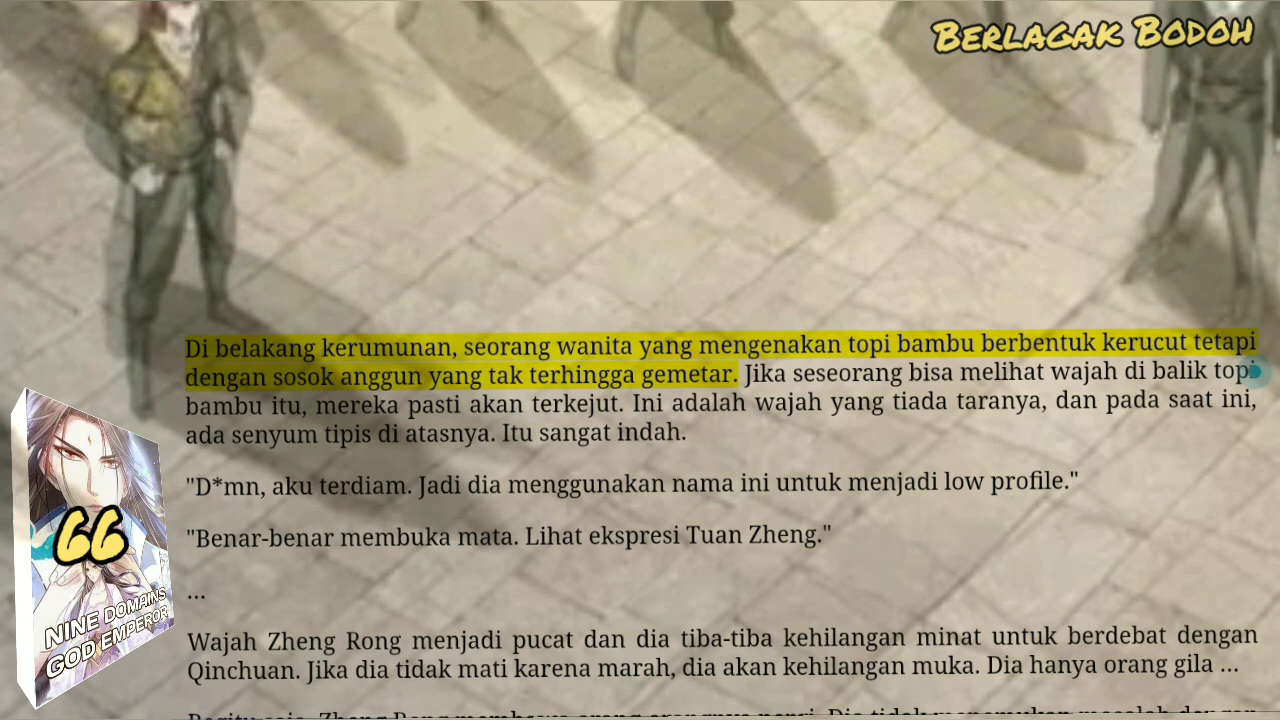 BERLAGAK BODOH
Di belakang kerumunan, seorang wanita yang mengenakan topi bambu berbentuk kerucut tetapi
dengan sosok anggun yang tak terhingga gemetar. Jika seseorang bisa melihat wajah di balik topi
bambu itu, mereka pasti akan terkejut. Ini adalah wajah yang tiada taranya, dan pada saat ini,
ada senyum tipis di atasnya. Itu sangat indah.
"D*mn, aku terdiam. Jadi dia menggunakan nama ini untuk menjadi low profile."
"Benar-benar membuka mata. Lihat ekspresi Tuan Zheng."
...
Wajah Zheng Rong menjadi pucat dan dia tiba-tiba kehilangan minat untuk berdebat dengan
Qinchuan. Jika dia tidak mati karena marah, dia akan kehilangan muka. Dia hanya orang gila ...
66
NINE DOMAINS
GOD EMPEROR